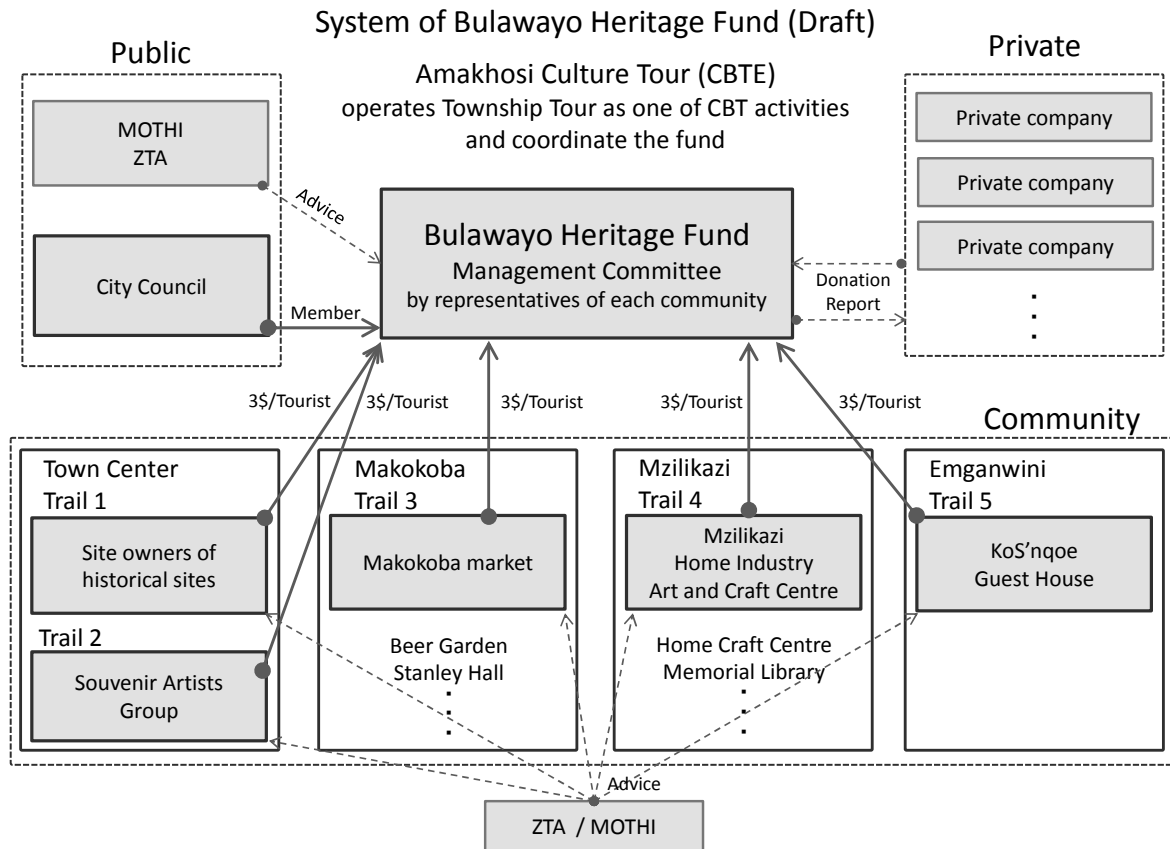 System of Bulawayo Heritage Fund (Draft)
Public
Private
Amakhosi Culture Tour (CBTE)
operates Township Tour as one of CBT activities
and coordinate the fund
MOTHI
ZTA
City Council
Advice
Member
Bulawayo Heritage Fund
Management Committee
by representatives of each community
Private company
Private company
Private company
Donation
Report
3$/Tourist
3$/Tourist
3$/Tourist
3$/Tourist
3$/Tourist
Community
Town Center
Trail 1
Site owners of
historical sites
Trail 2
Souvenir Artists
Group
Makokoba
Trail 3
Makokoba market
Beer Garden
Stanley Hall
Mzilikazi
Trail 4
Mzilikazi
Home Industry
Art and Craft Centre
Home Craft Centre
Memorial Library
Emganwini
Trail 5
KoS'nqoe
Guest House
Advice
ZTA / MOTHI